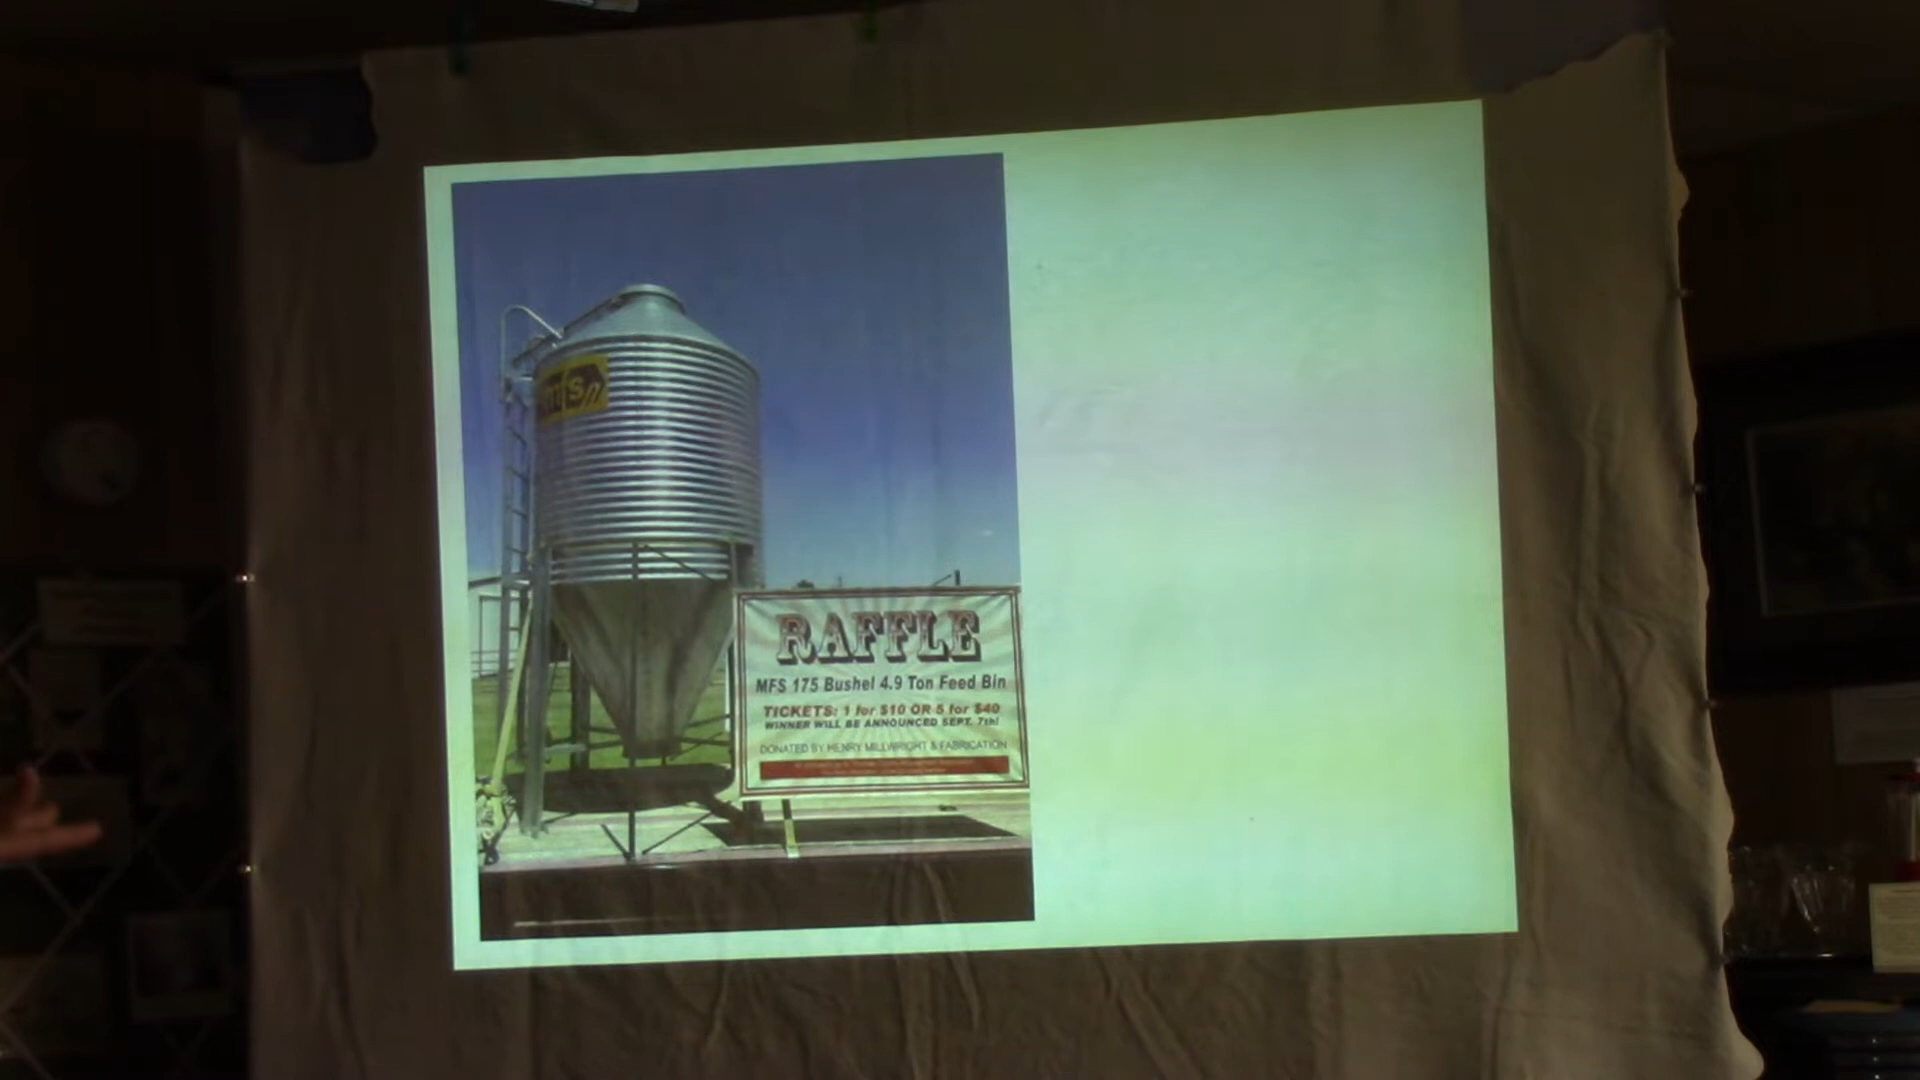 RAFFLE
MFS 175 Bushel 4.9 Ton Feed Bin
TICKETS: 1 for $10 OR 5 for $40
WINNER WILL BE ANNOUNCED SEPT. 7th!
DONATED BY HENRY MILLWRIGHT & FABRICATION